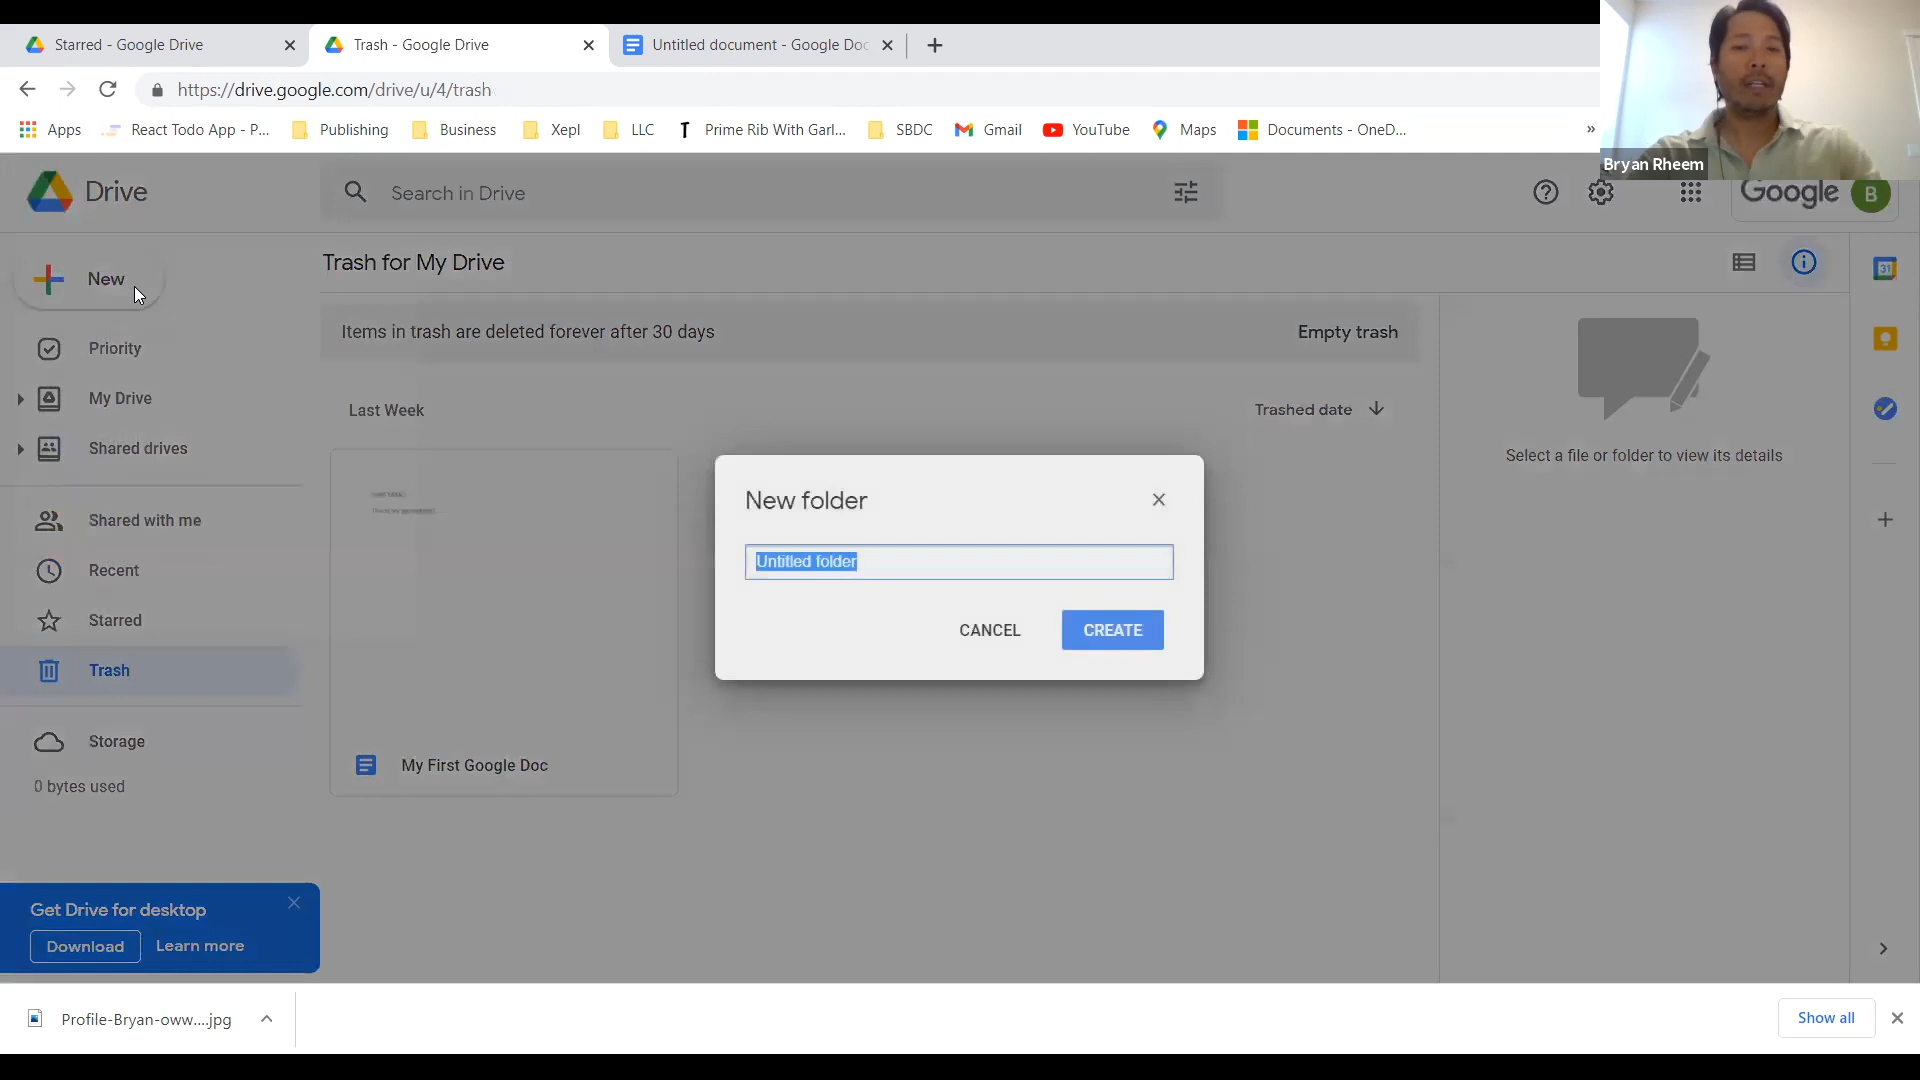 Starred - Google Drive
Trash - Google Drive
Untitled document - Google Doc
https://drive.google.com/drive/u/4/trash
Apps
React Todo App - P...
Publishing
Business
Xepl
LLC
Prime Rib With Garl...
SBDC
Gmail
YouTube
Maps
Documents - OneD...
»
Bryan Rheem
Drive
Search in Drive
Google
B
New
Trash for My Drive
Items in trash are deleted forever after 30 days
Empty trash
Priority
My Drive
Shared drives
Last Week
Trashed date
31
Select a file or folder to view its details
New folder
Untitled folder
CANCEL
CREATE
Shared with me
Recent
Starred
Trash
Storage
0 bytes used
My First Google Doc
Get Drive for desktop
Download
Learn more
Profile-Bryan-oww....jpg
Show all